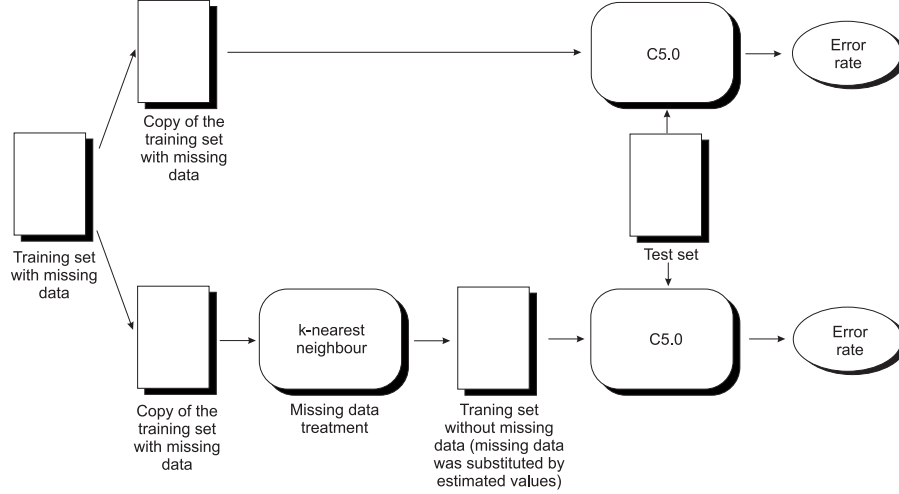 Copy of the
training set
with missing
data
C5.0
Error
rate
Training set
with missing
data
Test set
Copy of the
training set
with missing
data
k-nearest
neighbour
Missing data
treatment
Traning set
without missing
data (missing data
was substituted by
estimated values)
C5.0
Error
rate